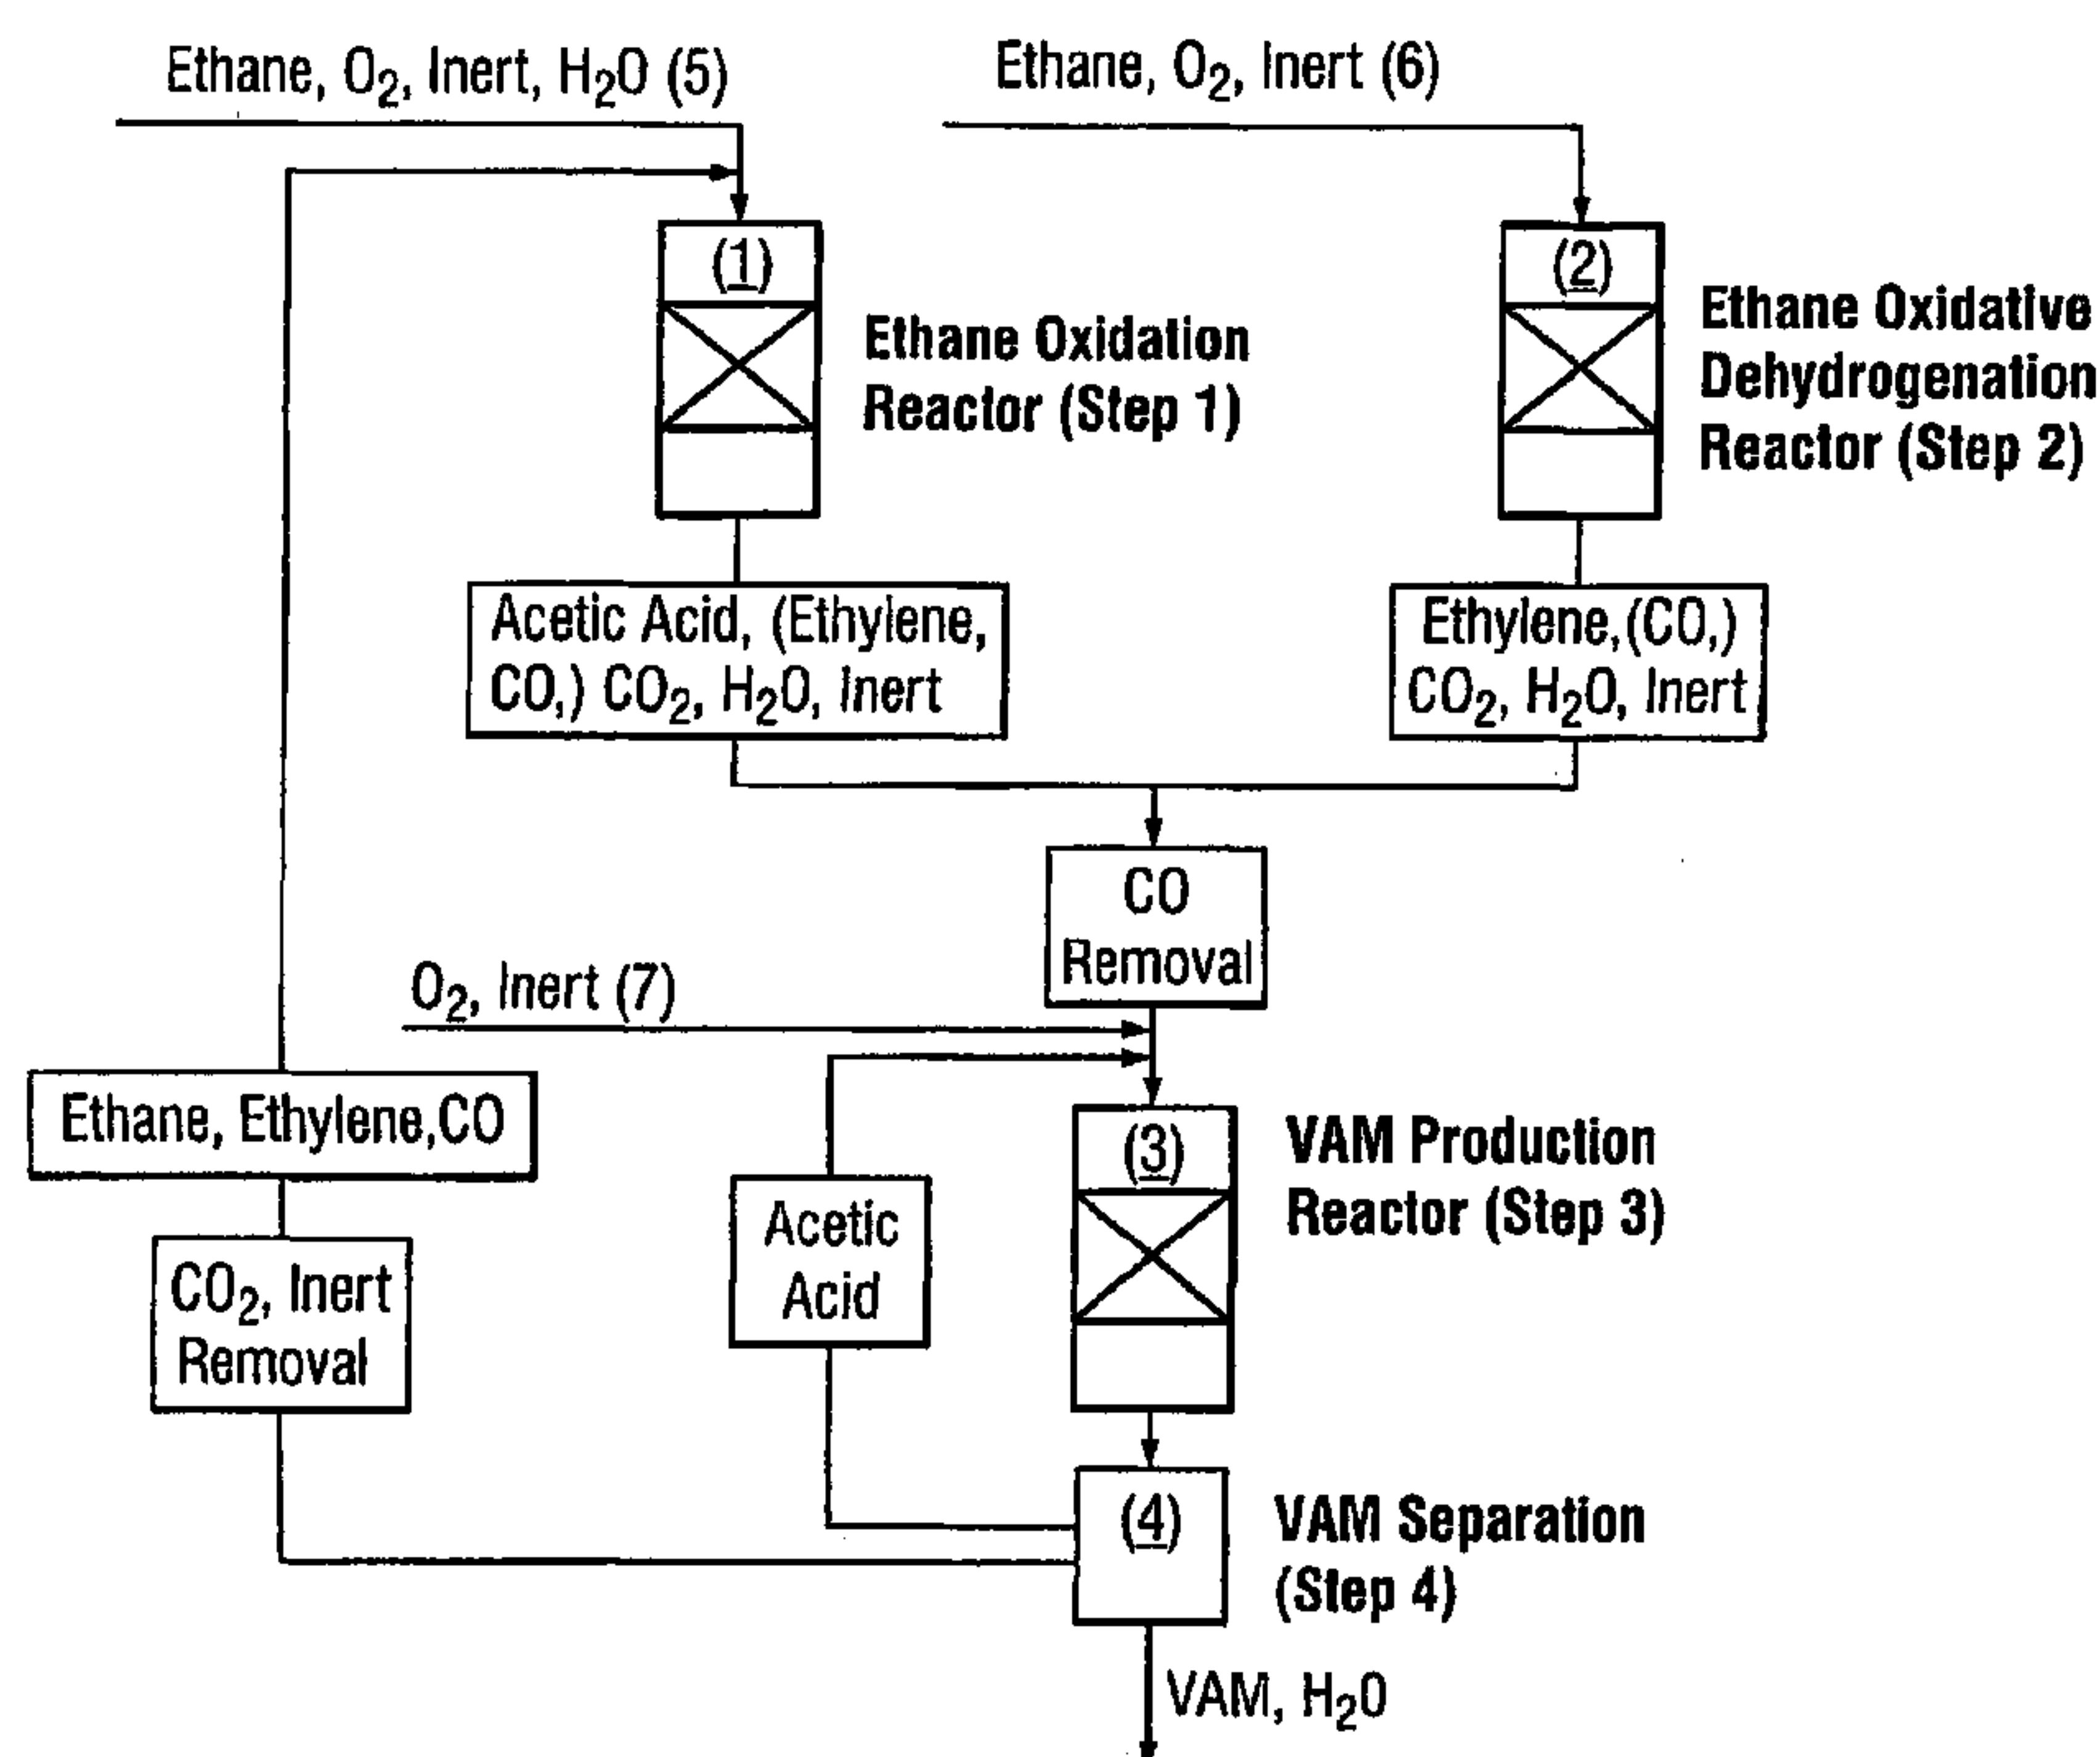 Ethane, O₂, Inert, H₂O (5)
Ethane, O₂, Inert (6)
(1)
Ethane Oxidation
Reactor (Step 1)
(2)
Ethane Oxidative
Dehydrogenation
Reactor (Step 2)
Acetic Acid, (Ethylene,
CO,) CO₂, H₂O, Inert
Ethylene,(CO,)
CO₂, H₂O, Inert
CO
Removal
O₂, Inert (7)
Ethane, Ethylene,CO
CO₂, Inert
Removal
Acetic
Acid
(3)
VAM Production
Reactor (Step 3)
(4)
VAM Separation
(Step 4)
VAM, H₂O